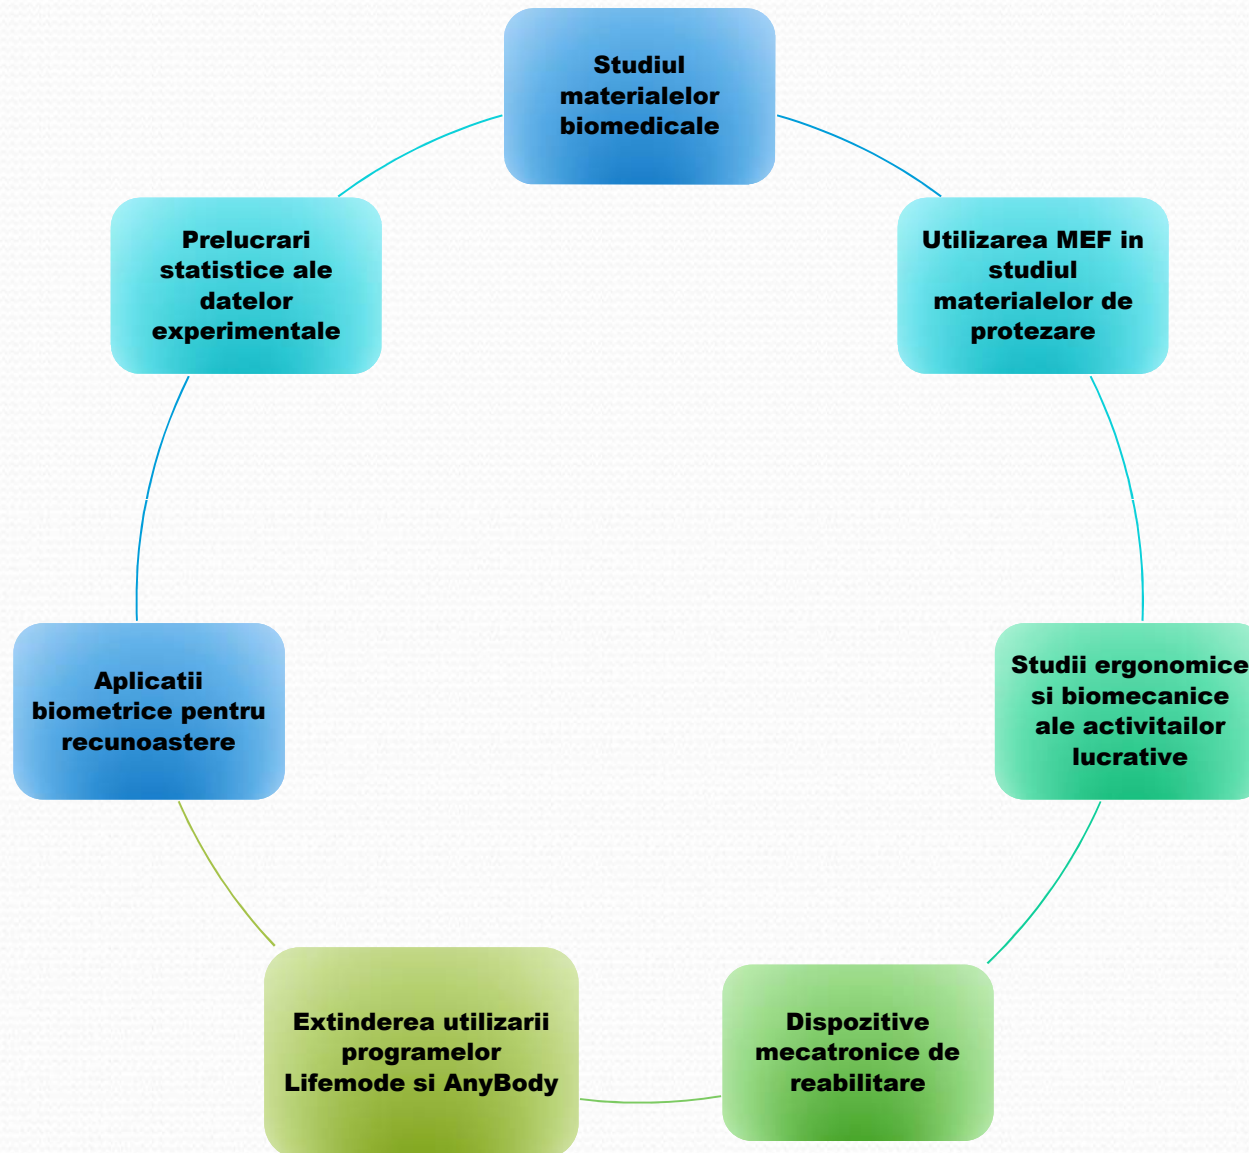 Studiul
materialelor
biomedicale
Utilizarea MEF in
studiul
materialelor de
protezare
Studii ergonomice
si biomecanice
ale activitailor
lucrative
Dispozitive
mecatronice de
reabilitare
Extinderea utilizarii
programelor
Lifemode si AnyBody
Aplicatii
biometrice pentru
recunoastere
Prelucrari
statistice ale
datelor
experimentale